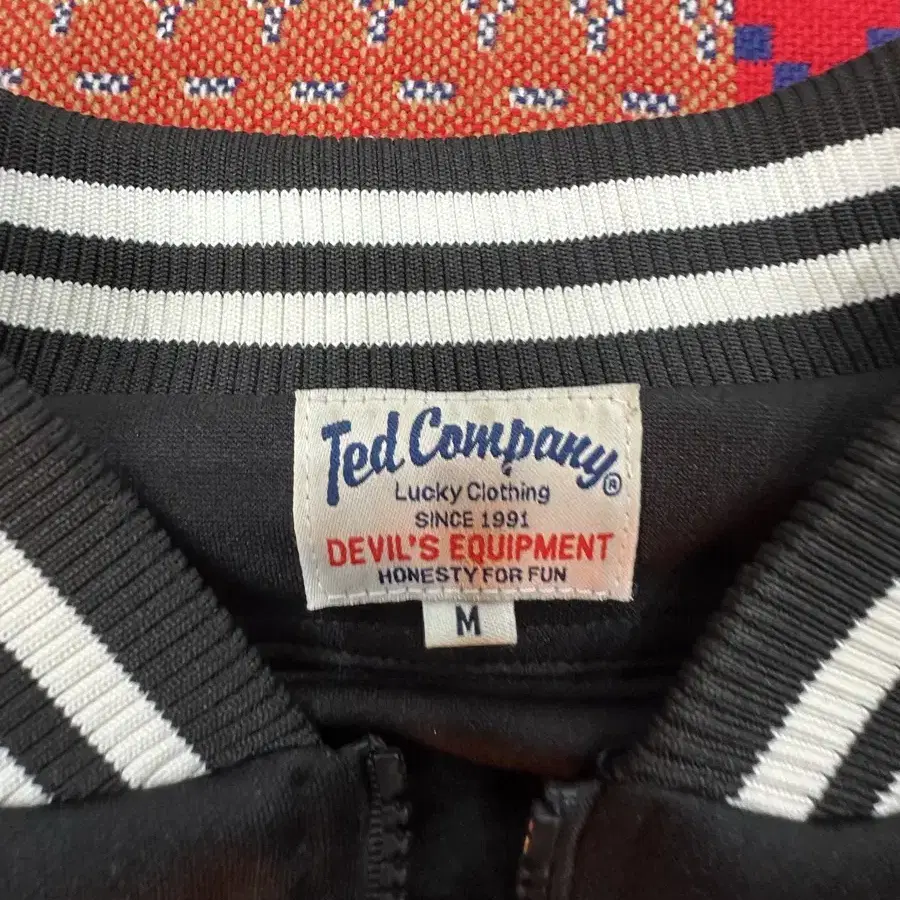 Ted Company®
Lucky Clothing
SINCE 1991
DEVIL'S EQUIPMENT
HONESTY FOR FUN
M